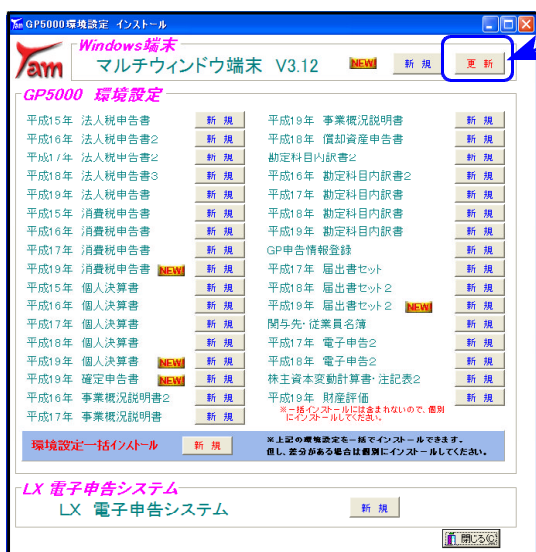 GP5000環境設定 インストール
Windows端末
Tam マルチウィンドウ端末 V3.12 NEW! 新規 更新
GP5000 環境設定
平成15年 法人税申告書 新規
平成16年 法人税申告書2 新規
平成17年 法人税申告書2 新規
平成18年 法人税申告書3 新規
平成19年 法人税申告書 新規
平成15年 消費税申告書 新規
平成16年 消費税申告書 新規
平成17年 消費税申告書 新規
平成19年 消費税申告書 NEW! 新規
平成15年 個人決算書 新規
平成16年 個人決算書 新規
平成17年 個人決算書 新規
平成18年 個人決算書 新規
平成19年 個人決算書 NEW! 新規
平成19年 確定申告書 NEW! 新規
平成16年 事業概況説明書2 新規
平成17年 事業概況説明書 新規
平成19年 事業概況説明書 新規
平成18年 償却資産申告書 新規
勘定科目内訳書2 新規
平成16年 勘定科目内訳書2 新規
平成17年 勘定科目内訳書 新規
平成18年 勘定科目内訳書 新規
平成19年 勘定科目内訳書 新規
GP申告情報登録 新規
平成17年 届出書セット 新規
平成18年 届出書セット2 新規
平成19年 届出書セット2 NEW! 新規
関与先・従業員名簿 新規
平成17年 電子申告2 新規
平成18年 電子申告2 新規
株主資本変動計算書・注記表2 新規
平成19年 財産評価 新規
※一括インストールには含まれないので、個別
にインストールしてください。
環境設定一括インストール 新規
※上記の環境設定を一括でインストールできます。
但し、差分がある場合は個別にインストールしてください。
LX 電子申告システム
LX 電子申告システム 新規
閉じる(C)